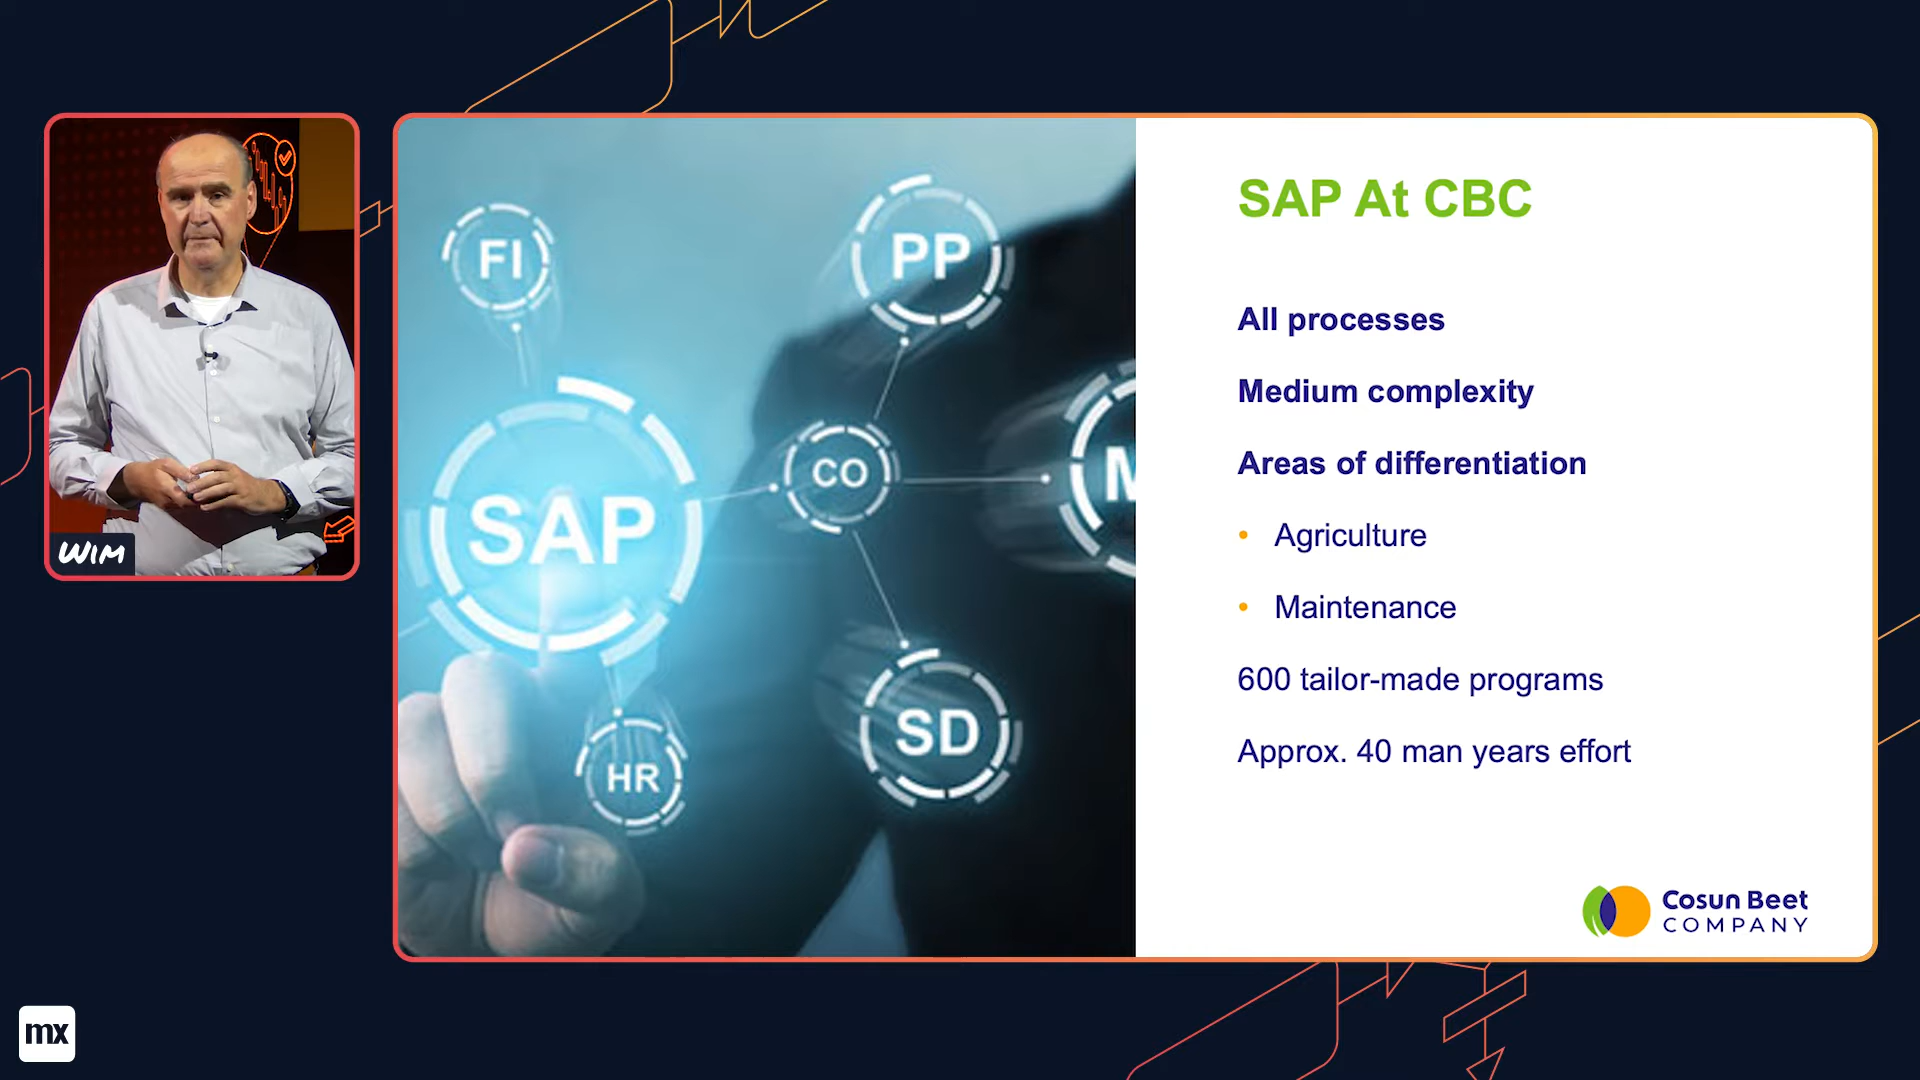 WIM
FI
PP
SAP
CO
M
HR
SD
SAP At CBC
All processes
Medium complexity
Areas of differentiation
• Agriculture
• Maintenance
600 tailor-made programs
Approx. 40 man years effort
Cosun Beet
COMPANY
mx